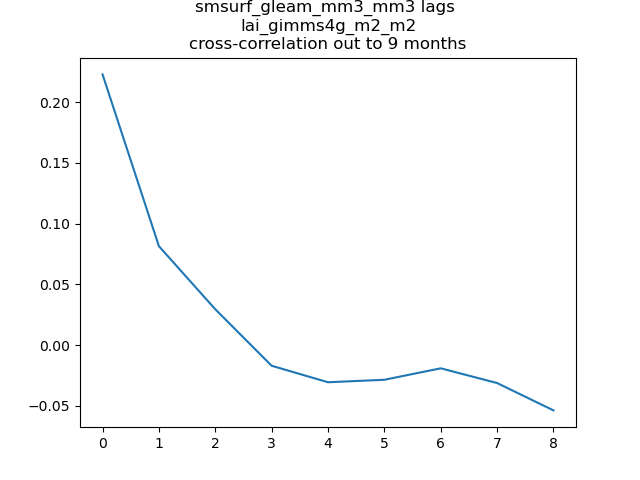 smsurf_gleam_mm3_mm3 lags
lai_gimms4g_m2_m2
cross-correlation out to 9 months
0.20
0.15
0.10
0.05
0.00
−0.05
0 1 2 3 4 5 6 7 8